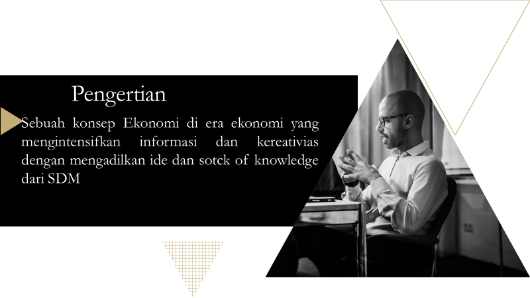 Pengertian
Sebuah konsep Ekonomi di era ekonomi yang
mengintensifkan informasi dan kereativias
dengan mengadilkan ide dan sotck of knowledge
dari SDM